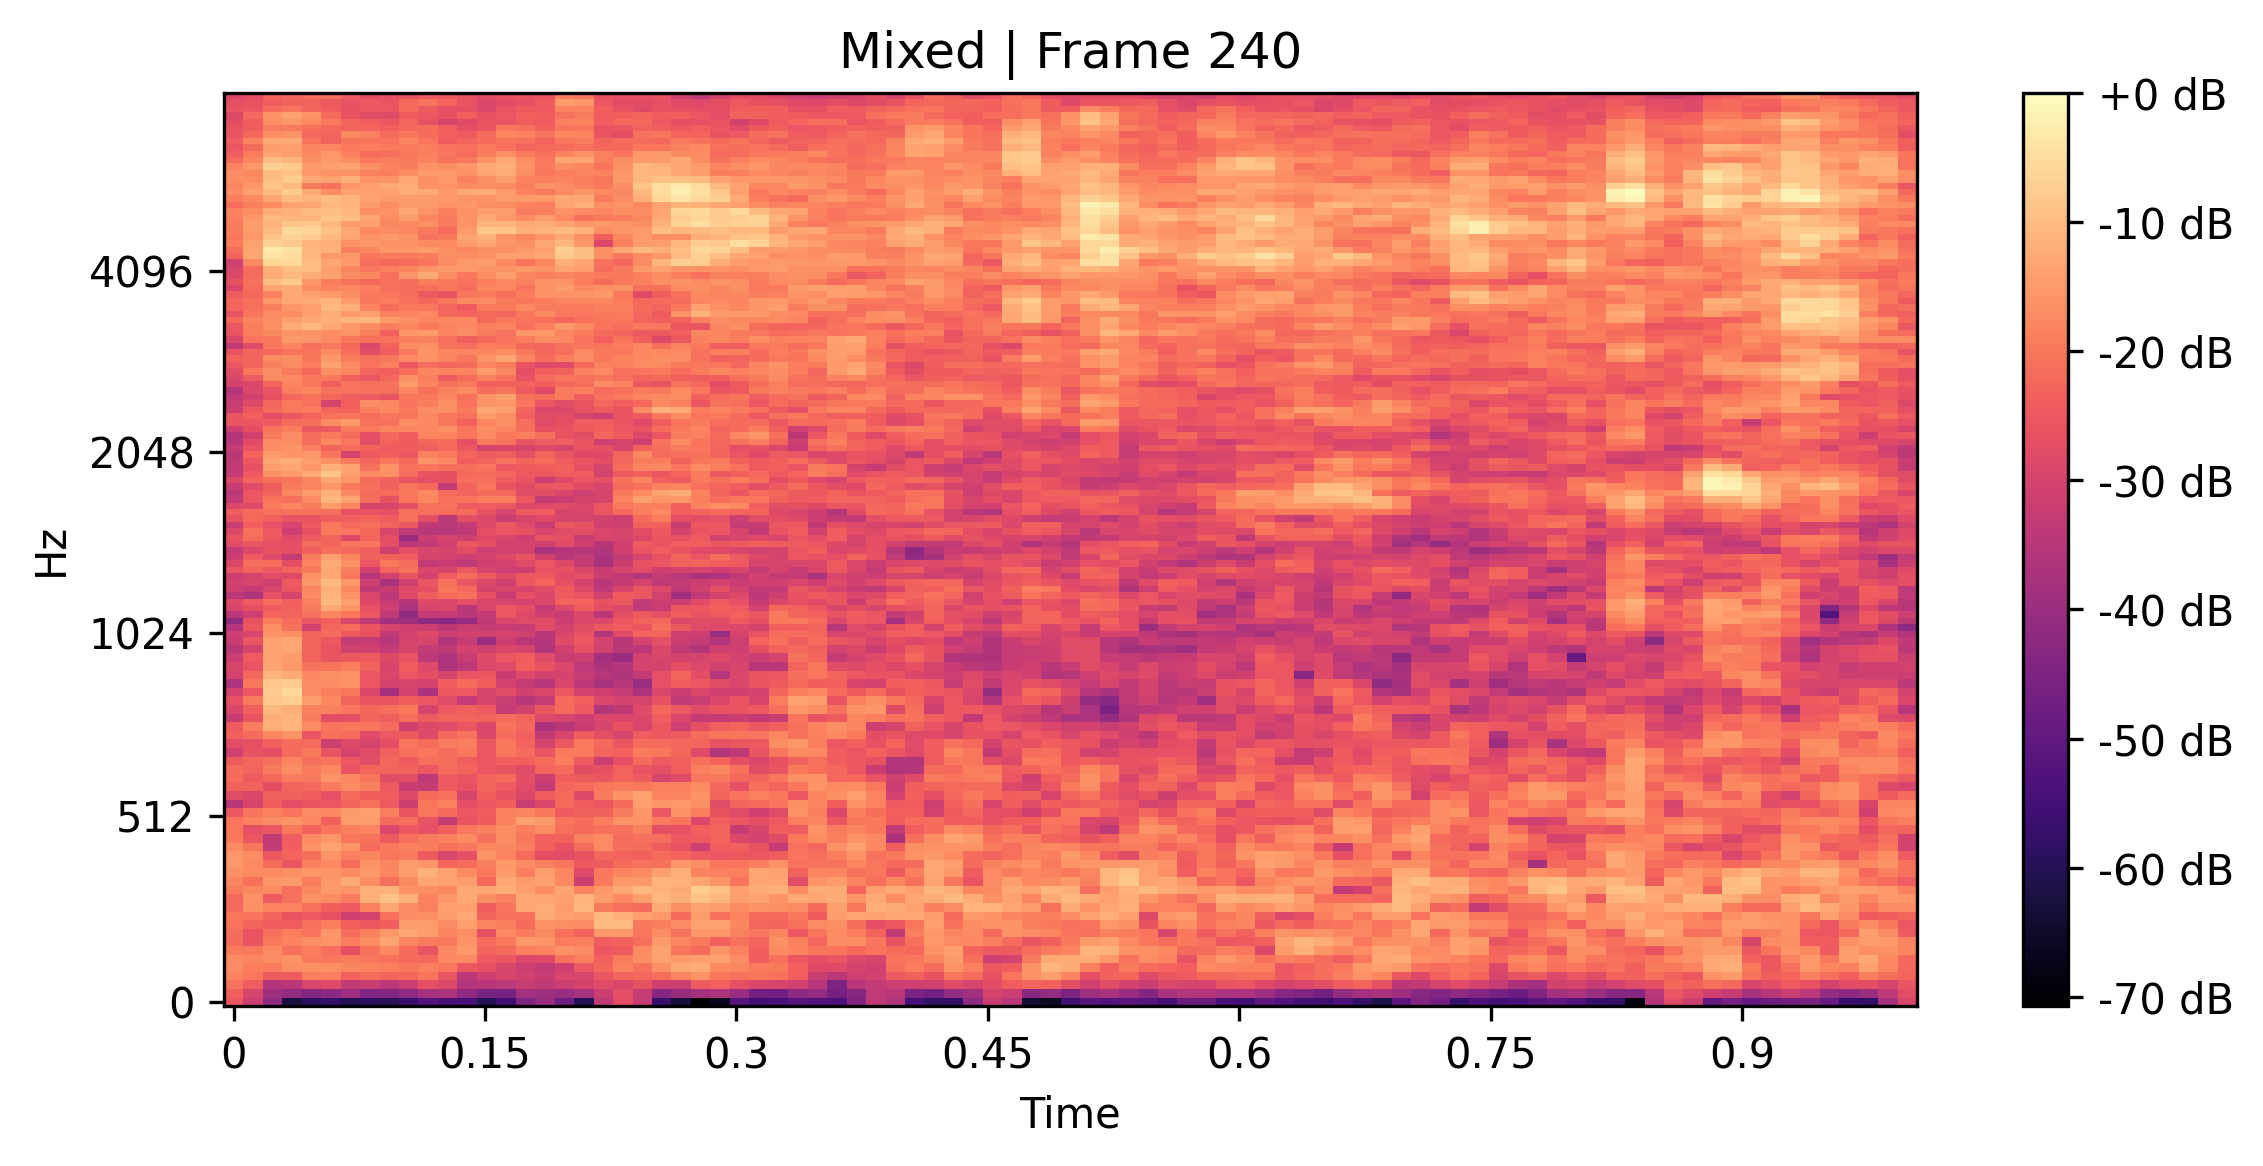 Mixed | Frame 240
+0 dB
-10 dB
-20 dB
-30 dB
-40 dB
-50 dB
-60 dB
-70 dB
Hz
4096
2048
1024
512
0
0 0.15 0.3 0.45 0.6 0.75 0.9
Time